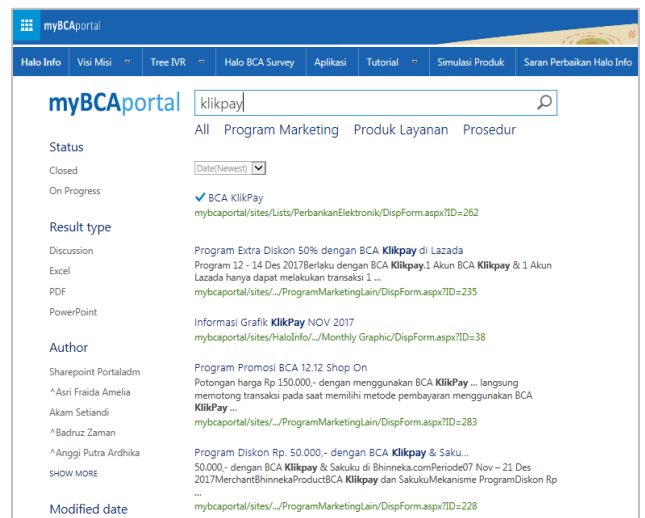 myBCAportal
Halo Info Visi Misi Tree IVR Halo BCA Survey Aplikasi Tutorial Simulasi Produk Saran Perbaikan Halo Info
myBCAportal
klikpay
All Program Marketing Produk Layanan Prosedur
Status
Closed
On Progress
Result type
Discussion
Excel
PDF
PowerPoint
Author
Sharepoint Portaladm
^Asri Fraida Amelia
Akam Setiandi
^Badruz Zaman
^Anggi Putra Ardhika
SHOW MORE
Modified date
Date(Newest)
BCA KlikPay
mybcaportal/sites/Lists/PerbankanElektronik/DispForm.aspx?ID=262
Program Extra Diskon 50% dengan BCA Klikpay di Lazada
Program 12 - 14 Des 2017Berlaku dengan BCA Klikpay.1 Akun BCA Klikpay & 1 Akun
Lazada hanya dapat melakukan transaksi 1 ...
mybcaportal/sites/.../ProgramMarketingLain/DispForm.aspx?ID=235
Informasi Grafik KlikPay NOV 2017
mybcaportal/sites/HaloInfo/.../Monthly Graphic/DispForm.aspx?ID=38
Program Promosi BCA 12.12 Shop On
Potongan harga Rp 150.000,- dengan menggunakan BCA KlikPay ... langsung
memotong transaksi pada saat memilihi metode pembayaran menggunakan BCA
KlikPay ...
mybcaportal/sites/.../ProgramMarketingLain/DispForm.aspx?ID=283
Program Diskon Rp. 50.000,- dengan BCA Klikpay & Saku...
50.000,- dengan BCA Klikpay & Sakuku di Bhinneka.comPeriode07 Nov – 21 Des
2017MerchantBhinnekaProductBCA Klikpay dan SakukuMekanisme ProgramDiskon Rp
...
mybcaportal/sites/.../ProgramMarketingLain/DispForm.aspx?ID=228